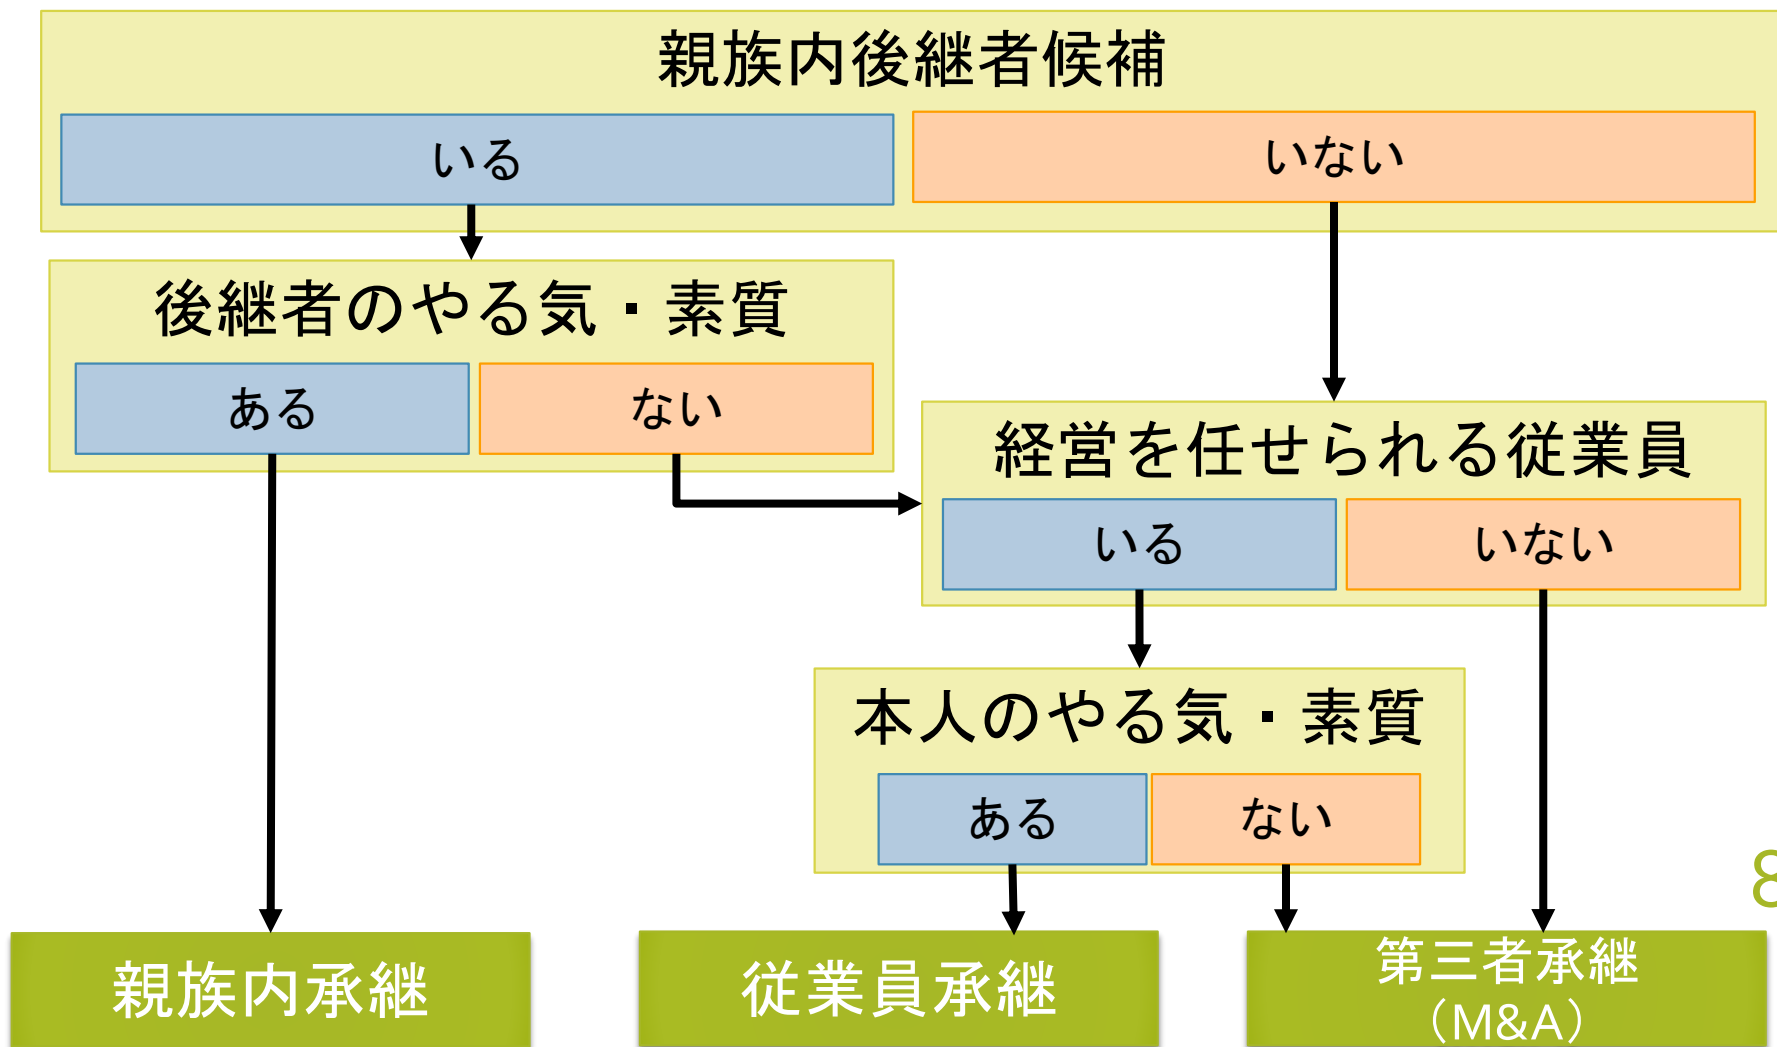 親族内後継者候補
いる
いない
後継者のやる気・素質
ある
ない
経営を任せられる従業員
いる
いない
本人のやる気・素質
ある
ない
8
親族内承継
従業員承継
第三者承継
（M&A）